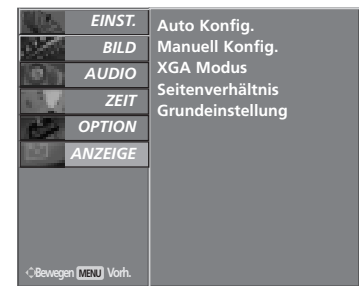 EINST.
BILD
AUDIO
ZEIT
OPTION
ANZEIGE
Auto Konfig.
Manuell Konfig.
XGA Modus
Seitenverhältnis
Grundeinstellung
Bewegen MENU Vorh.